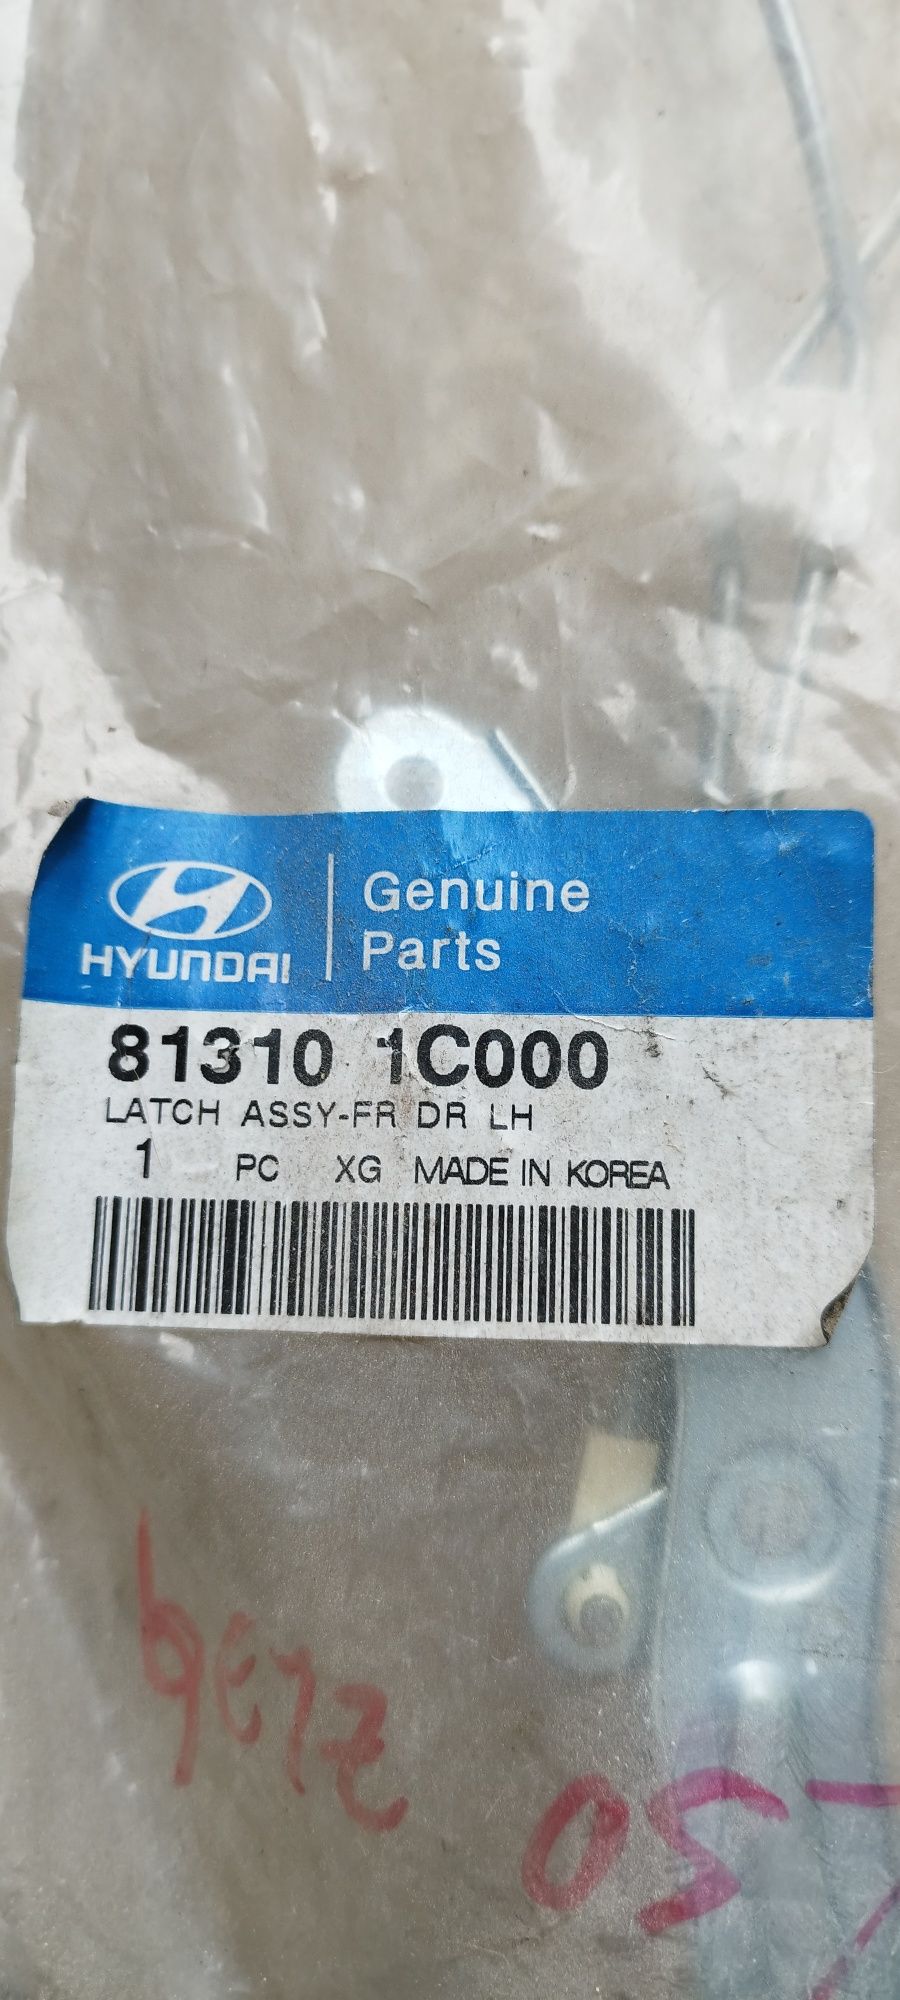 HYUNDAI
Genuine
Parts
81310 1C000
LATCH ASSY-FR DR LH
1 PC XG MADE IN KOREA